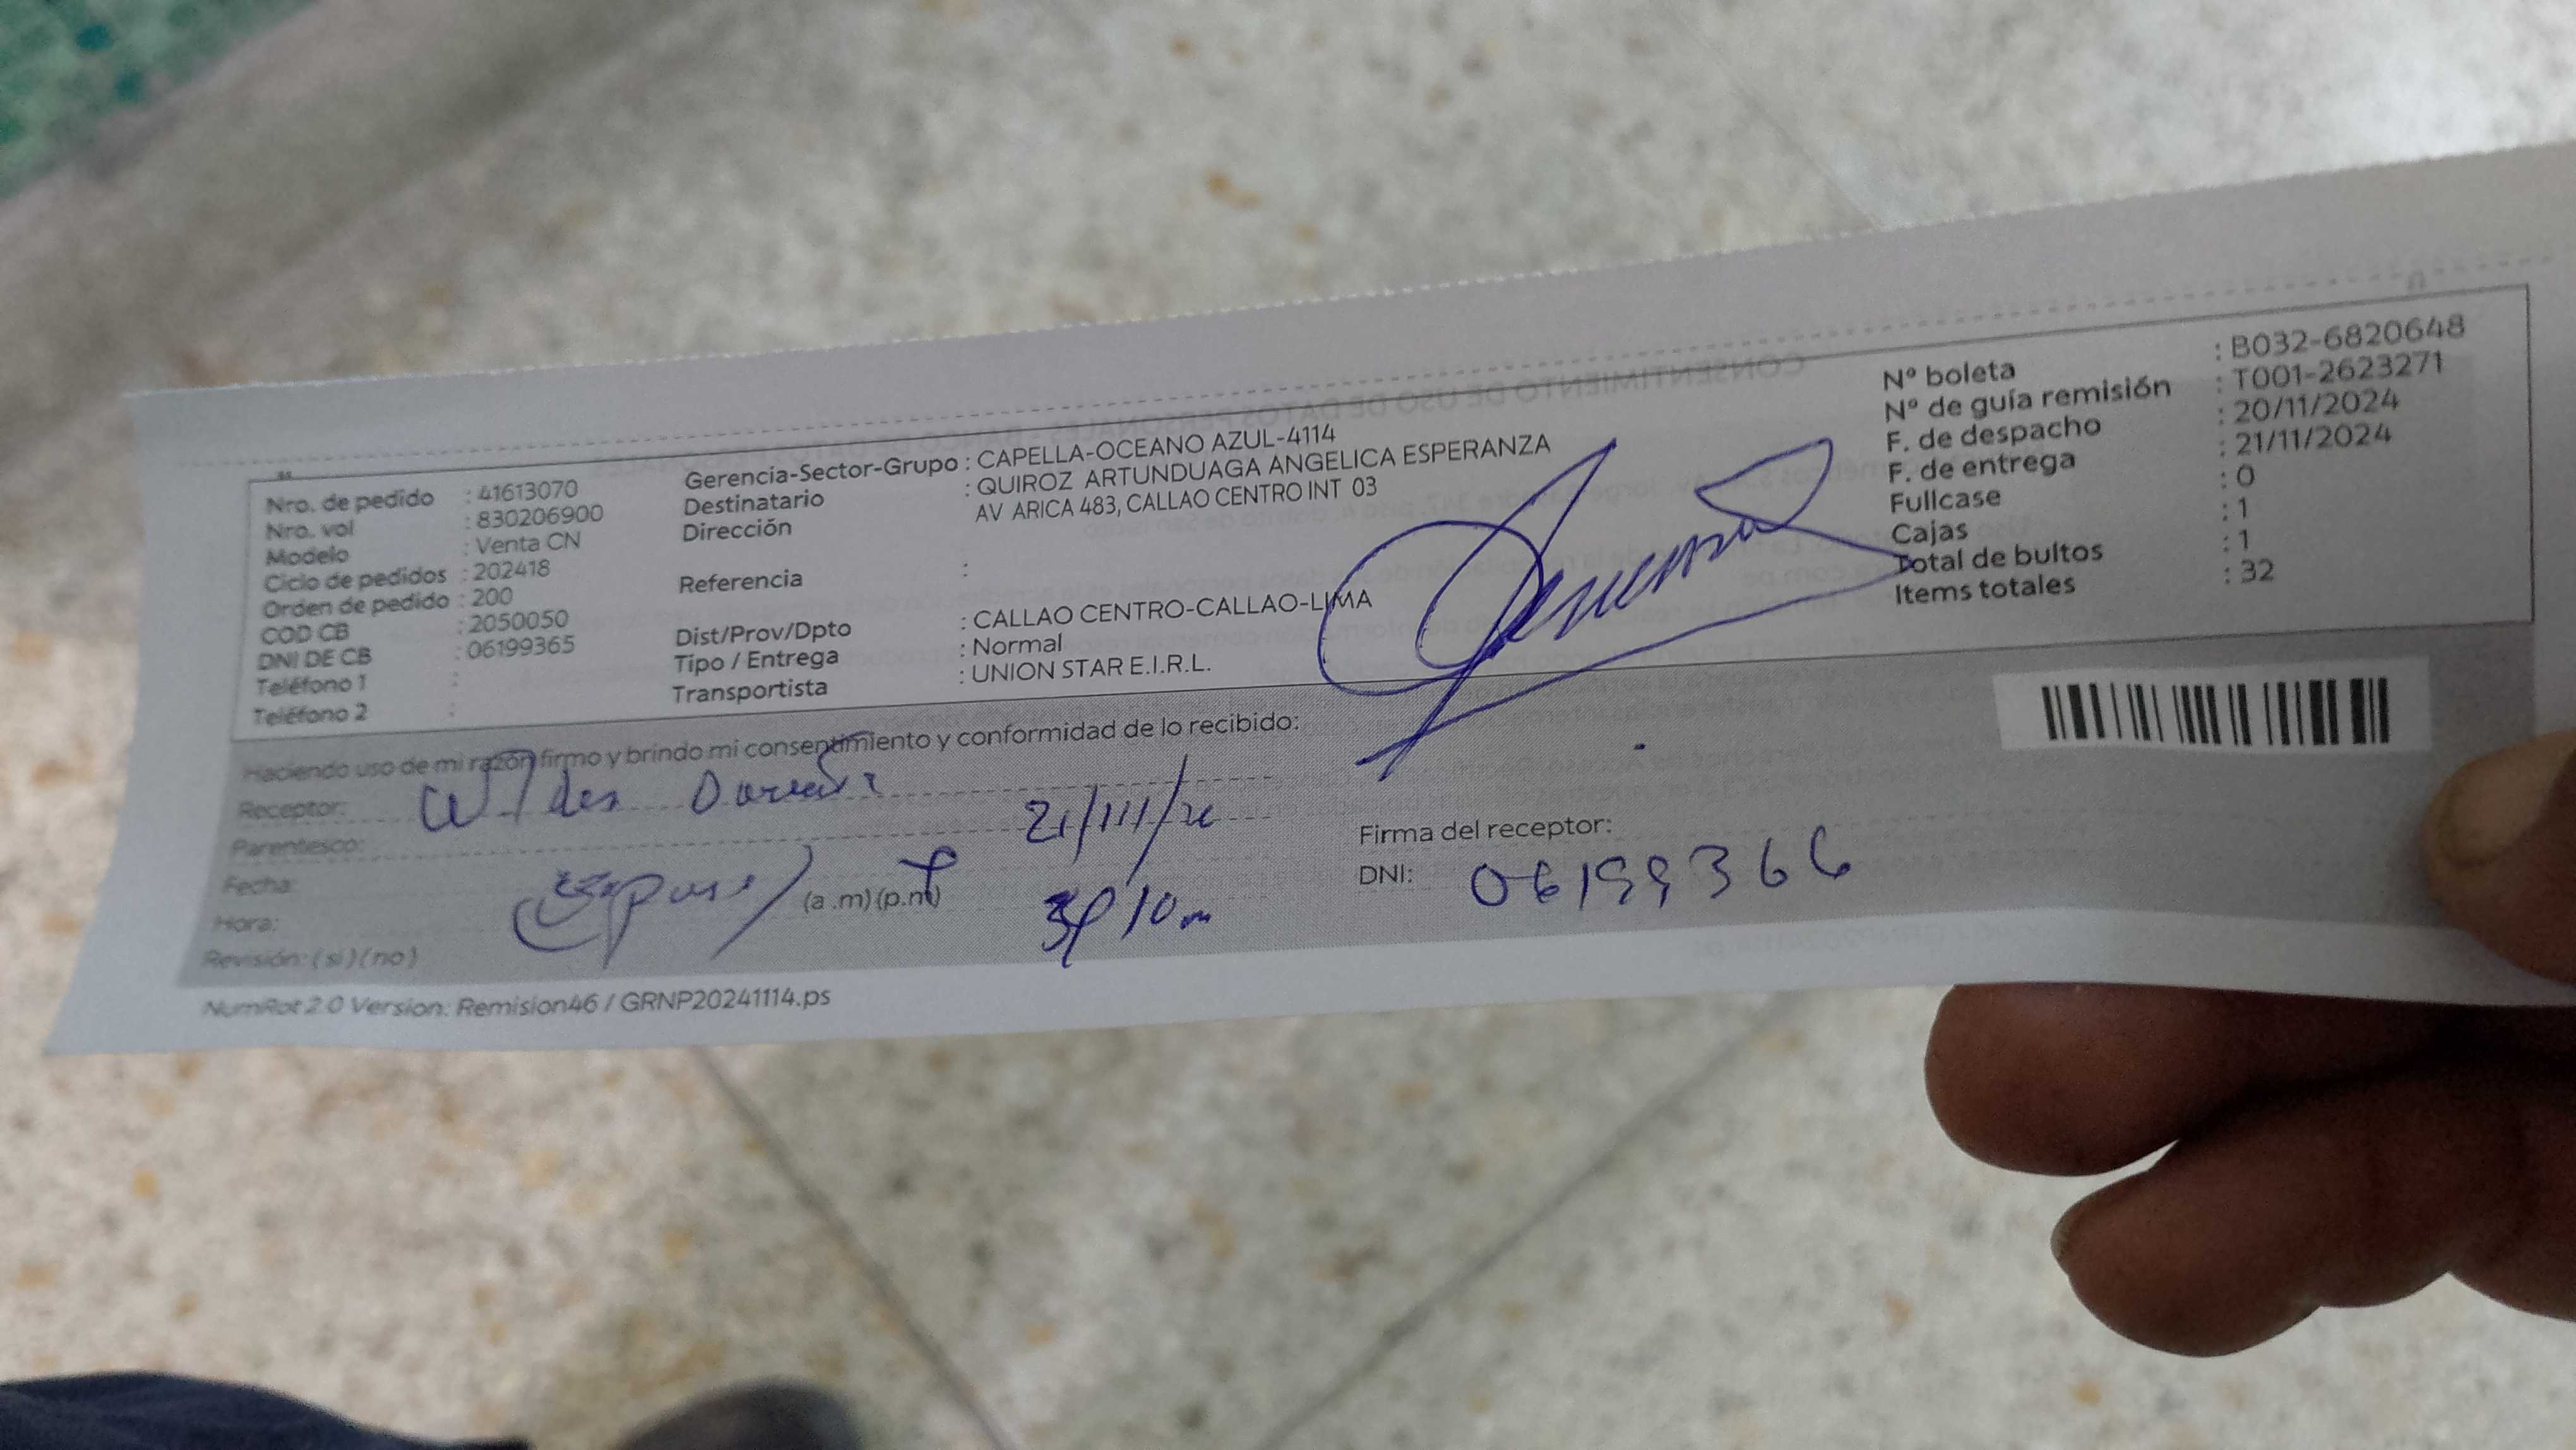 Nro. de pedido : 41613070
Nro. vol : 830206900
Modelo : Venta CN
Ciclo de pedidos : 202418
Orden de pedido : 200
COD CB : 2050050
DNI DE CB : 06199365
Teléfono 1 :
Teléfono 2 :
Gerencia-Sector-Grupo : CAPELLA-OCEANO AZUL-4114
Destinatario : QUIROZ ARTUNDUAGA ANGELICA ESPERANZA
Dirección AV ARICA 483, CALLAO CENTRO INT 03
Referencia :
Dist/Prov/Dpto : CALLAO CENTRO-CALLAO-LIMA
Tipo / Entrega : Normal
Transportista : UNION STAR E.I.R.L.
Nº boleta : B032-6820648
Nº de guía remisión : T001-2623271
F. de despacho : 20/11/2024
F. de entrega : 21/11/2024
Fullcase : 0
Cajas : 1
Total de bultos : 1
Items totales : 32
Haciendo uso de mi razón firmo y brindo mi consentimiento y conformidad de lo recibido:
Receptor:
Parentesco:
Fecha:
Hora: (a.m) (p.m)
Revisión: (si) (no)
Firma del receptor:
DNI: 06199366
NumRot 2.0 Version: Remision46 / GRNP20241114.ps